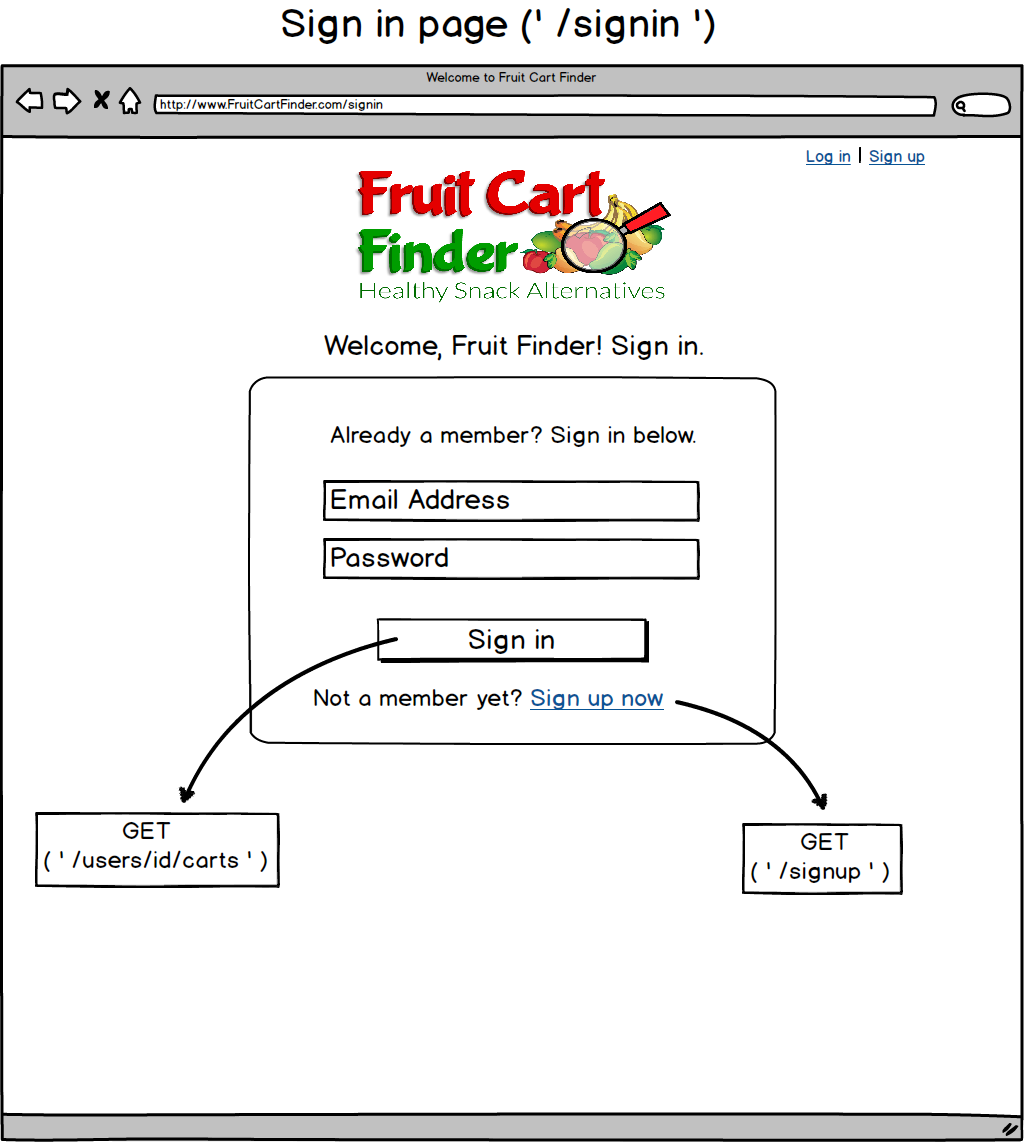 Sign in page (' /signin ')
Welcome to Fruit Cart Finder
http://www.FruitCartFinder.com/signin
Log in | Sign up
Fruit Cart
Finder
Healthy Snack Alternatives
Welcome, Fruit Finder! Sign in.
Already a member? Sign in below.
Email Address
Password
Sign in
Not a member yet? Sign up now
GET
( ' /users/id/carts ' )
GET
( ' /signup ' )